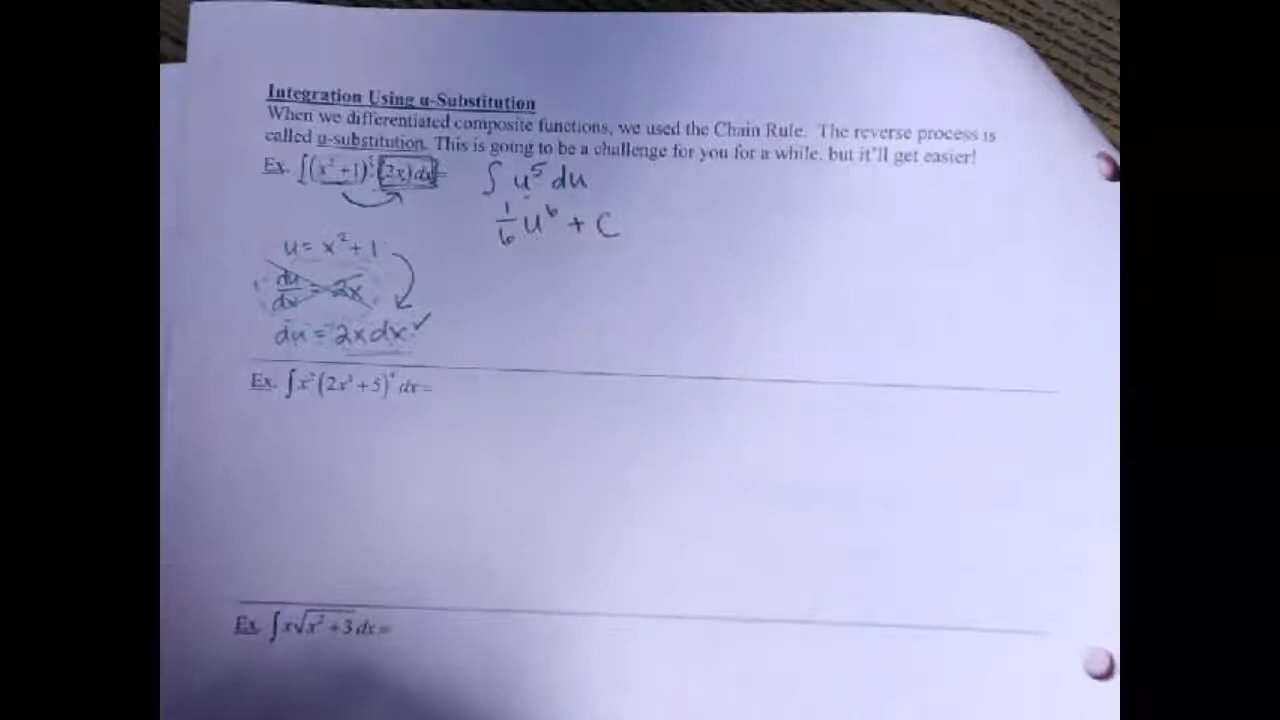 Integration Using u-Substitution
When we differentiated composite functions, we used the Chain Rule. The reverse process is
called u-substitution. This is going to be a challenge for you for a while, but it'll get easier!
Ex. ∫(x² + 1)⁵ (2x) dx =
∫ u⁵ du
1/6 u⁶ + C
u = x² + 1
du/dx = 2x
du = 2x dx ✓
Ex. ∫ x² (2x³ + 5)⁴ dx =
Ex. ∫ x√(x² + 3) dx =